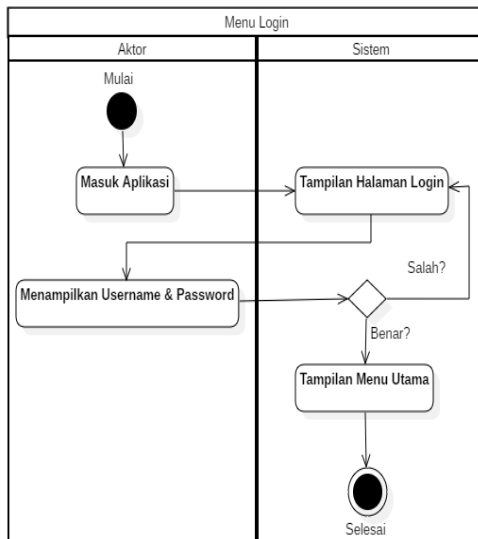 Menu Login
Aktor
Sistem
Mulai
Masuk Aplikasi
Tampilan Halaman Login
Salah?
Menampilkan Username & Password
Benar?
Tampilan Menu Utama
Selesai